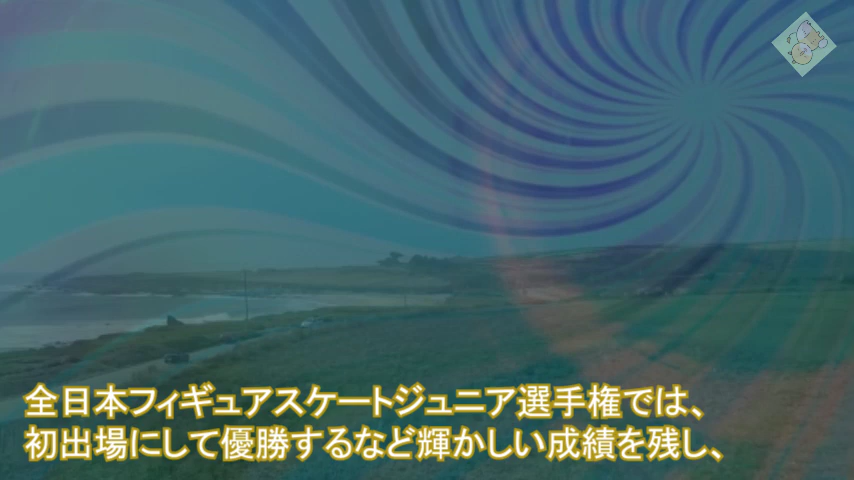 全日本フィギュアスケートジュニア選手権では、
初出場にして優勝するなど輝かしい成績を残し、